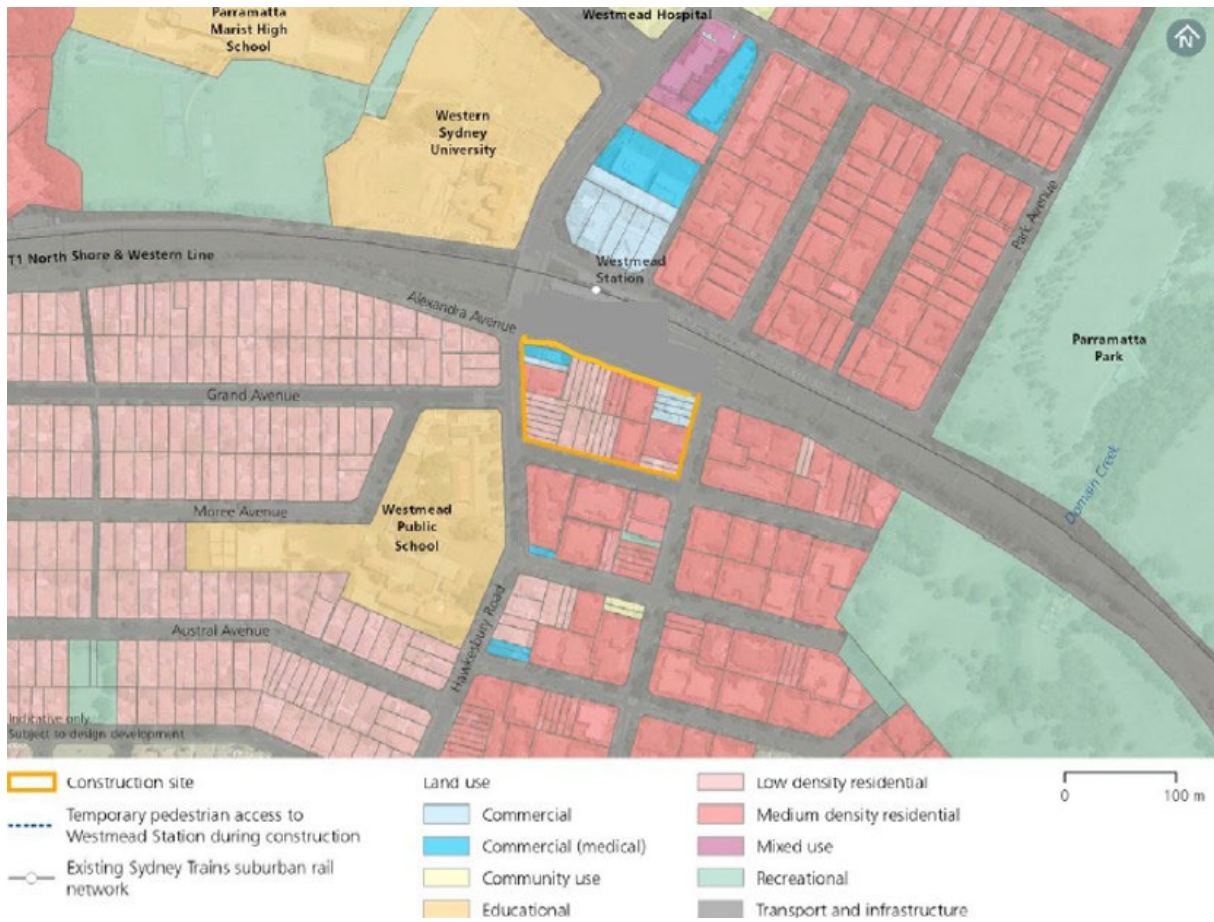 Parramatta
Marist High
School
Westmead Hospital
N
Western
Sydney
University
Park Avenue
T1 North Shore & Western Line
Westmead
Station
Alexandra Avenue
Parramatta
Park
Grand Avenue
Domain Creek
Moree Avenue
Westmead
Public
School
Austral Avenue
Hawkesbury Road
Indicative only
Subject to design development
Construction site
Temporary pedestrian access to
Westmead Station during construction
Existing Sydney Trains suburban rail
network
Land use
Commercial
Commercial (medical)
Community use
Educational
Low density residential
Medium density residential
Mixed use
Recreational
Transport and infrastructure
0 100 m